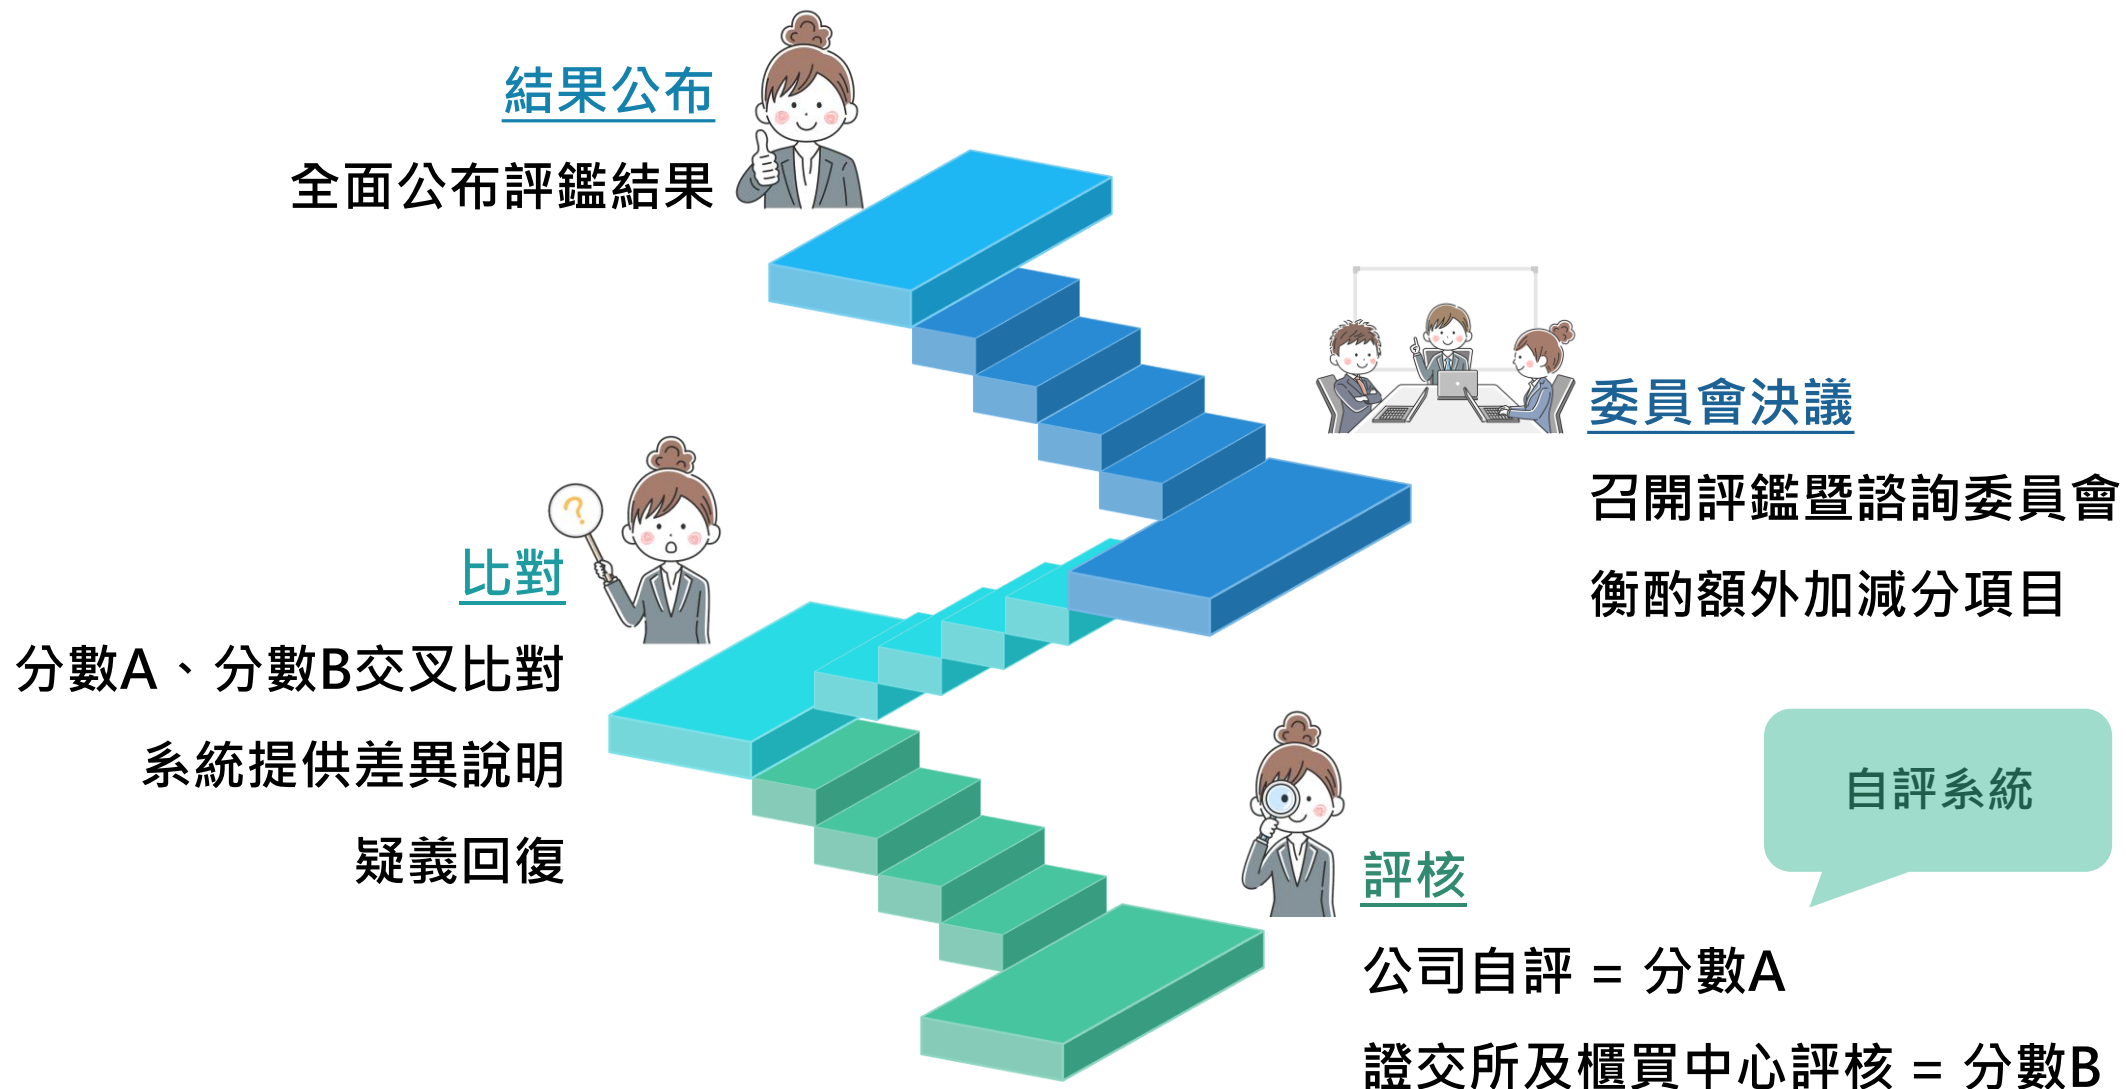 結果公布
全面公布評鑑結果
委員會決議
召開評鑑暨諮詢委員會
衡酌額外加減分項目
比對
分數A、分數B交叉比對
系統提供差異說明
疑義回復
自評系統
評核
公司自評 = 分數A
證交所及櫃買中心評核 = 分數B
?